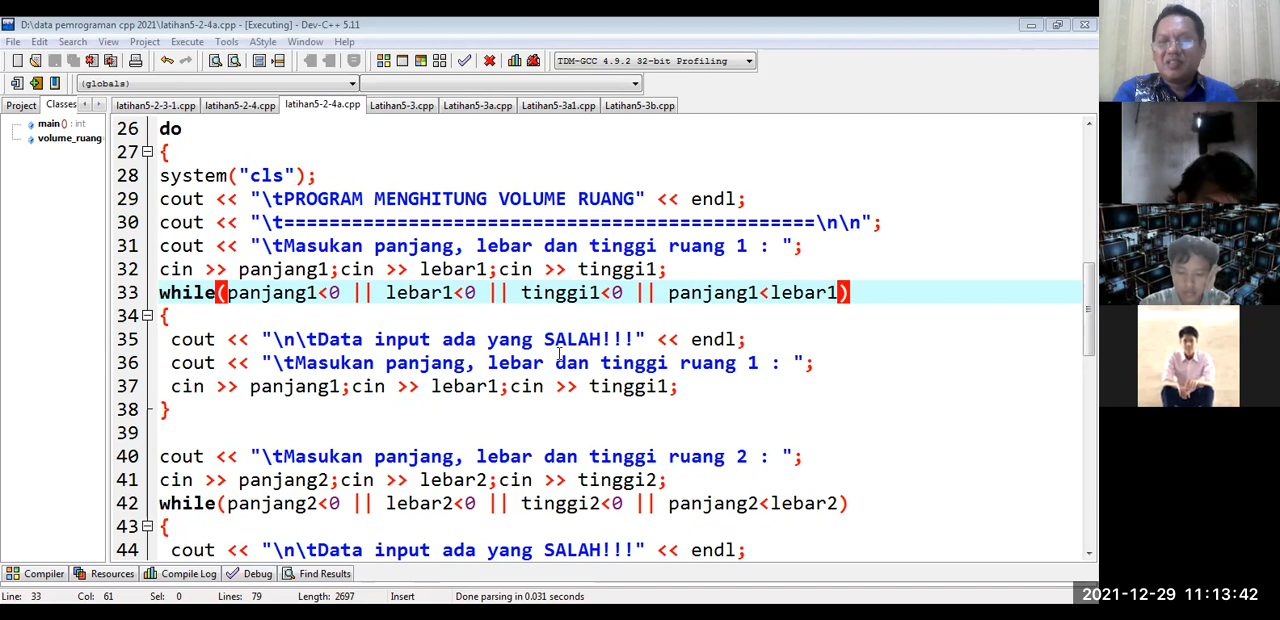 D:\data pemrograman cpp 2021\latihan5-2-4a.cpp - [Executing] - Dev-C++ 5.11
File Edit Search View Project Execute Tools AStyle Window Help
TDM-GCC 4.9.2 32-bit Profiling
(globals)
Project Classes latihan5-2-3-1.cpp latihan5-2-4.cpp latihan5-2-4a.cpp Latihan5-3.cpp Latihan5-3a.cpp Latihan5-3a1.cpp Latihan5-3b.cpp
main() : int
volume_ruang
26 do
27 {
28 system("cls");
29 cout << "\tPROGRAM MENGHITUNG VOLUME RUANG" << endl;
30 cout << "\t===============================================\n\n";
31 cout << "\tMasukan panjang, lebar dan tinggi ruang 1 : ";
32 cin >> panjang1;cin >> lebar1;cin >> tinggi1;
33 while(panjang1<0 || lebar1<0 || tinggi1<0 || panjang1<lebar1)
34 {
35 cout << "\n\tData input ada yang SALAH!!!" << endl;
36 cout << "\tMasukan panjang, lebar dan tinggi ruang 1 : ";
37 cin >> panjang1;cin >> lebar1;cin >> tinggi1;
38 }
39
40 cout << "\tMasukan panjang, lebar dan tinggi ruang 2 : ";
41 cin >> panjang2;cin >> lebar2;cin >> tinggi2;
42 while(panjang2<0 || lebar2<0 || tinggi2<0 || panjang2<lebar2)
43 {
44 cout << "\n\tData input ada yang SALAH!!!" << endl;
Compiler Resources Compile Log Debug Find Results
Line: 33 Col: 61 Sel: 0 Lines: 79 Length: 2697 Insert Done parsing in 0.031 seconds
2021-12-29 11:13:42